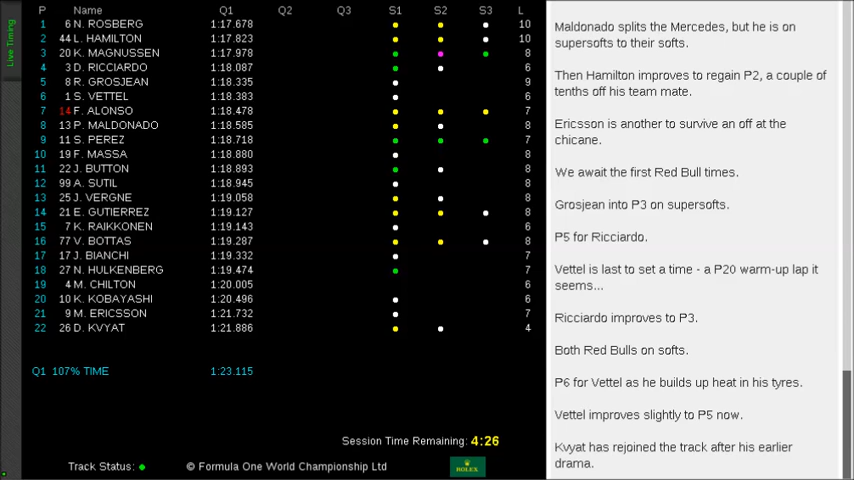 Live Timing
P Name Q1 Q2 Q3 S1 S2 S3 L
1 6 N. ROSBERG 1:17.678 10
2 44 L. HAMILTON 1:17.823 10
3 20 K. MAGNUSSEN 1:17.978 8
4 3 D. RICCIARDO 1:18.087 8
5 8 R. GROSJEAN 1:18.335 9
6 1 S. VETTEL 1:18.383 6
7 14 F. ALONSO 1:18.478 7
8 13 P. MALDONADO 1:18.585 8
9 11 S. PEREZ 1:18.718 7
10 19 F. MASSA 1:18.880 8
11 22 J. BUTTON 1:18.893 8
12 99 A. SUTIL 1:18.945 8
13 25 J. VERGNE 1:19.058 8
14 21 E. GUTIERREZ 1:19.127 8
15 7 K. RAIKKONEN 1:19.143 6
16 77 V. BOTTAS 1:19.287 8
17 17 J. BIANCHI 1:19.332 7
18 27 N. HULKENBERG 1:19.474 7
19 4 M. CHILTON 1:20.005 6
20 10 K. KOBAYASHI 1:20.496 6
21 9 M. ERICSSON 1:21.732 7
22 26 D. KVYAT 1:21.886 4
Q1 107% TIME 1:23.115
Session Time Remaining: 4:26
Track Status: © Formula One World Championship Ltd
ROLEX
Maldonado splits the Mercedes, but he is on
supersofts to their softs.
Then Hamilton improves to regain P2, a couple of
tenths off his team mate.
Ericsson is another to survive an off at the
chicane.
We await the first Red Bull times.
Grosjean into P3 on supersofts.
P5 for Ricciardo.
Vettel is last to set a time - a P20 warm-up lap it
seems...
Ricciardo improves to P3.
Both Red Bulls on softs.
P6 for Vettel as he builds up heat in his tyres.
Vettel improves slightly to P5 now.
Kvyat has rejoined the track after his earlier
drama.